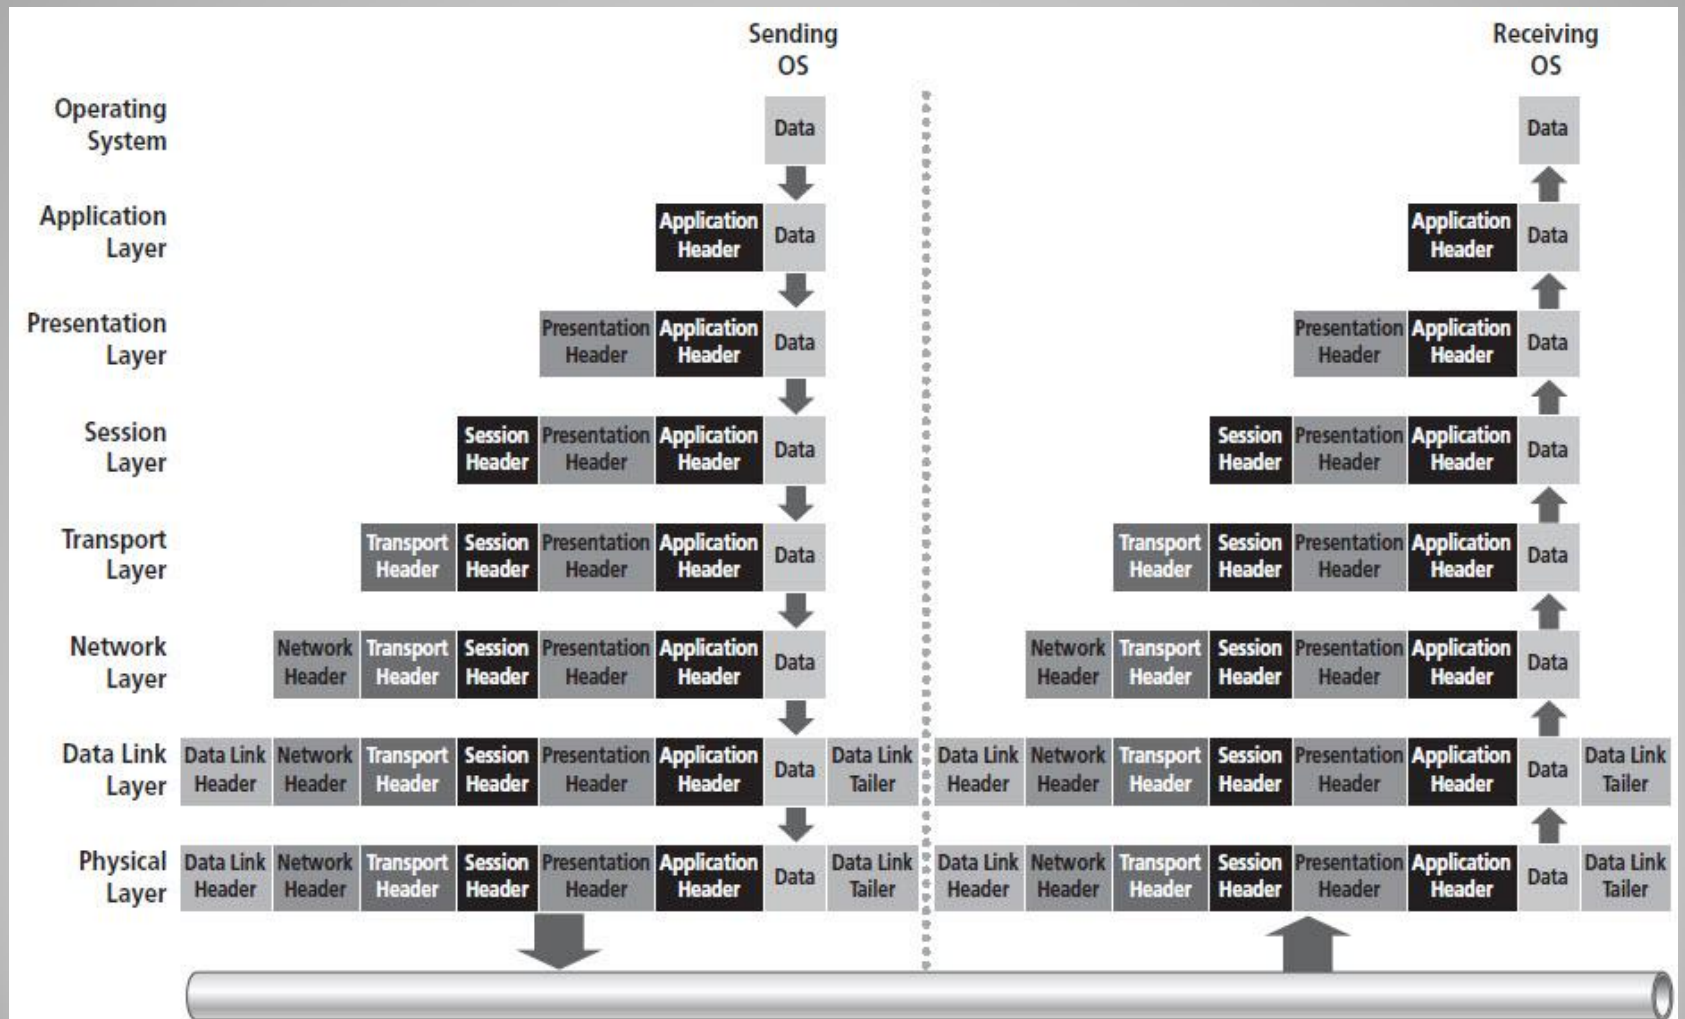 Sending
OS
Receiving
OS
Operating
System
Data
Data
Application
Layer
Application
Header
Data
Application
Header
Data
Presentation
Layer
Presentation
Header
Application
Header
Data
Presentation
Header
Application
Header
Data
Session
Layer
Session
Header
Presentation
Header
Application
Header
Data
Session
Header
Presentation
Header
Application
Header
Data
Transport
Layer
Transport
Header
Session
Header
Presentation
Header
Application
Header
Data
Transport
Header
Session
Header
Presentation
Header
Application
Header
Data
Network
Layer
Network
Header
Transport
Header
Session
Header
Presentation
Header
Application
Header
Data
Network
Header
Transport
Header
Session
Header
Presentation
Header
Application
Header
Data
Data Link
Layer
Data Link
Header
Network
Header
Transport
Header
Session
Header
Presentation
Header
Application
Header
Data
Data Link
Tailer
Data Link
Header
Network
Header
Transport
Header
Session
Header
Presentation
Header
Application
Header
Data
Data Link
Tailer
Physical
Layer
Data Link
Header
Network
Header
Transport
Header
Session
Header
Presentation
Header
Application
Header
Data
Data Link
Tailer
Data Link
Header
Network
Header
Transport
Header
Session
Header
Presentation
Header
Application
Header
Data
Data Link
Tailer